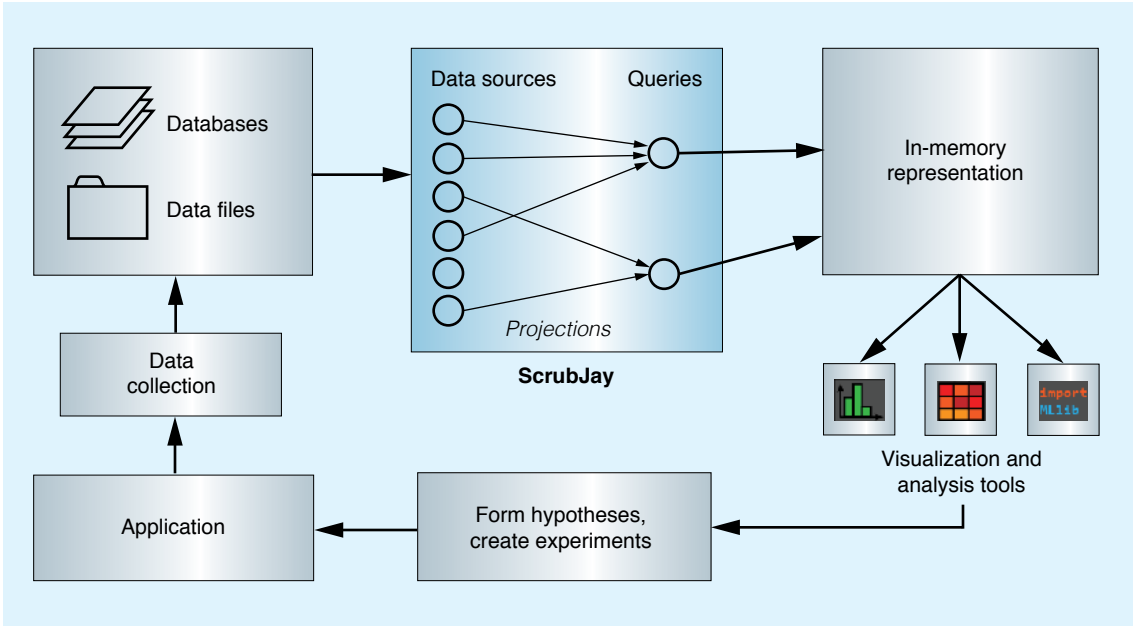 Databases
Data files
Data sources
Queries
Projections
ScrubJay
In-memory
representation
import
MLlib
Visualization and
analysis tools
Form hypotheses,
create experiments
Application
Data
collection